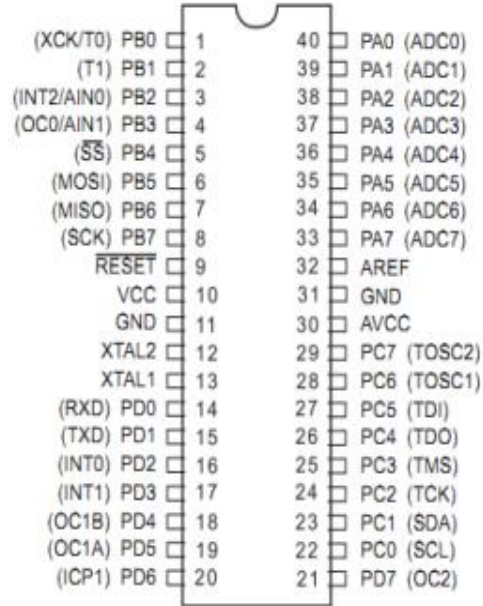 (XCK/T0) PB0 1 40 PA0 (ADC0)
(T1) PB1 2 39 PA1 (ADC1)
(INT2/AIN0) PB2 3 38 PA2 (ADC2)
(OC0/AIN1) PB3 4 37 PA3 (ADC3)
(S̅S̅) PB4 5 36 PA4 (ADC4)
(MOSI) PB5 6 35 PA5 (ADC5)
(MISO) PB6 7 34 PA6 (ADC6)
(SCK) PB7 8 33 PA7 (ADC7)
R̅E̅S̅E̅T̅ 9 32 AREF
VCC 10 31 GND
GND 11 30 AVCC
XTAL2 12 29 PC7 (TOSC2)
XTAL1 13 28 PC6 (TOSC1)
(RXD) PD0 14 27 PC5 (TDI)
(TXD) PD1 15 26 PC4 (TDO)
(INT0) PD2 16 25 PC3 (TMS)
(INT1) PD3 17 24 PC2 (TCK)
(OC1B) PD4 18 23 PC1 (SDA)
(OC1A) PD5 19 22 PC0 (SCL)
(ICP1) PD6 20 21 PD7 (OC2)